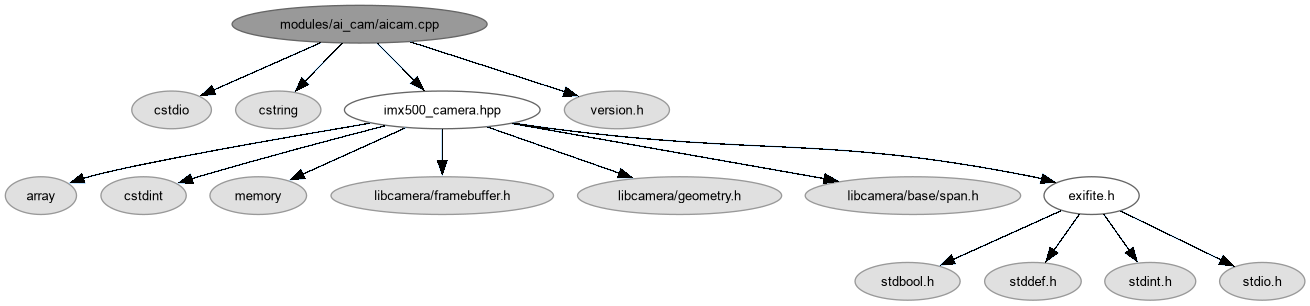 modules/ai_cam/aicam.cpp
cstdio
cstring
imx500_camera.hpp
version.h
array
cstdint
memory
libcamera/framebuffer.h
libcamera/geometry.h
libcamera/base/span.h
exifite.h
stdbool.h
stddef.h
stdint.h
stdio.h